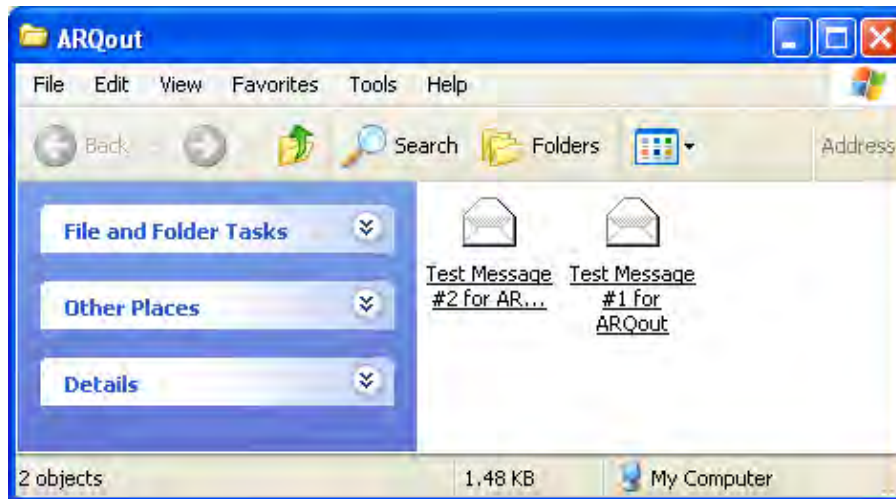 ARQout
File Edit View Favorites Tools Help
Back Search Folders Address
File and Folder Tasks
Other Places
Details
Test Message
#2 for AR...
Test Message
#1 for
ARQout
2 objects 1.48 KB My Computer